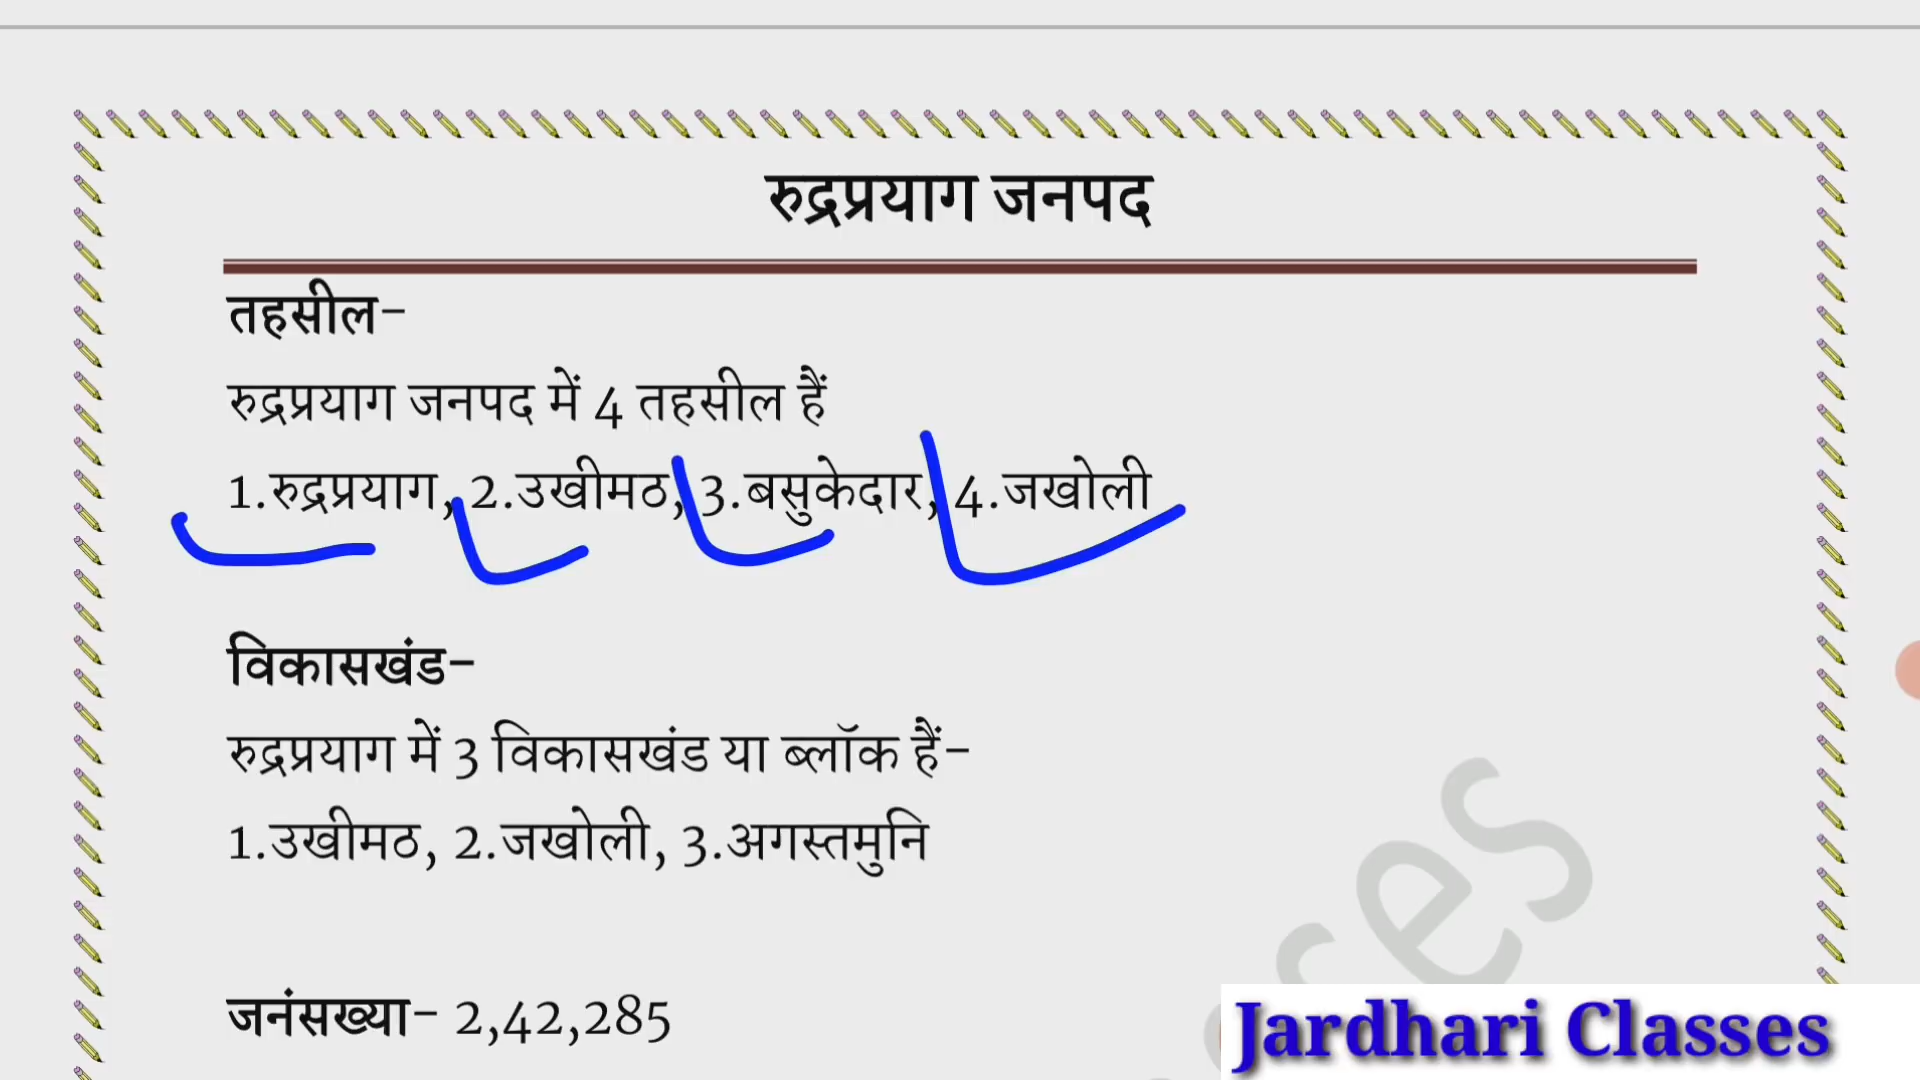 रुद्रप्रयाग जनपद
तहसील-
रुद्रप्रयाग जनपद में 4 तहसील हैं
1.रुद्रप्रयाग, 2.उखीमठ, 3.बसुकेदार, 4.जखोली
विकासखंड-
रुद्रप्रयाग में 3 विकासखंड या ब्लॉक हैं-
1.उखीमठ, 2.जखोली, 3.अगस्तमुनि
जनंसख्या- 2,42,285
Jardhari Classes